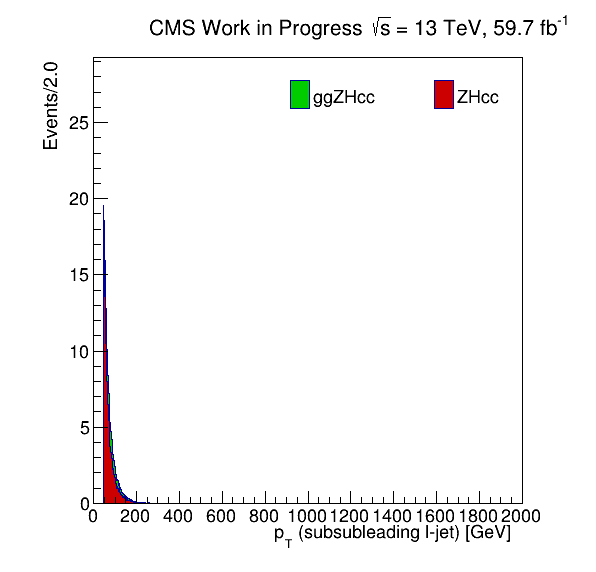 CMS Work in Progress √s = 13 TeV, 59.7 fb⁻¹
Events/2.0
ggZHcc ZHcc
25
20
15
10
5
0
0 200 400 600 800 1000 1200 1400 1600 1800 2000
p_T (subsubleading l-jet) [GeV]